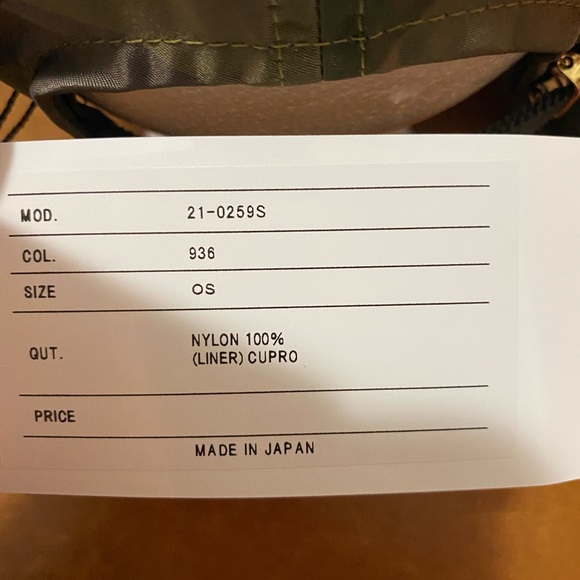 MOD. 21-0259S
COL. 936
SIZE OS
QUT. NYLON 100%
(LINER) CUPRO
PRICE
MADE IN JAPAN